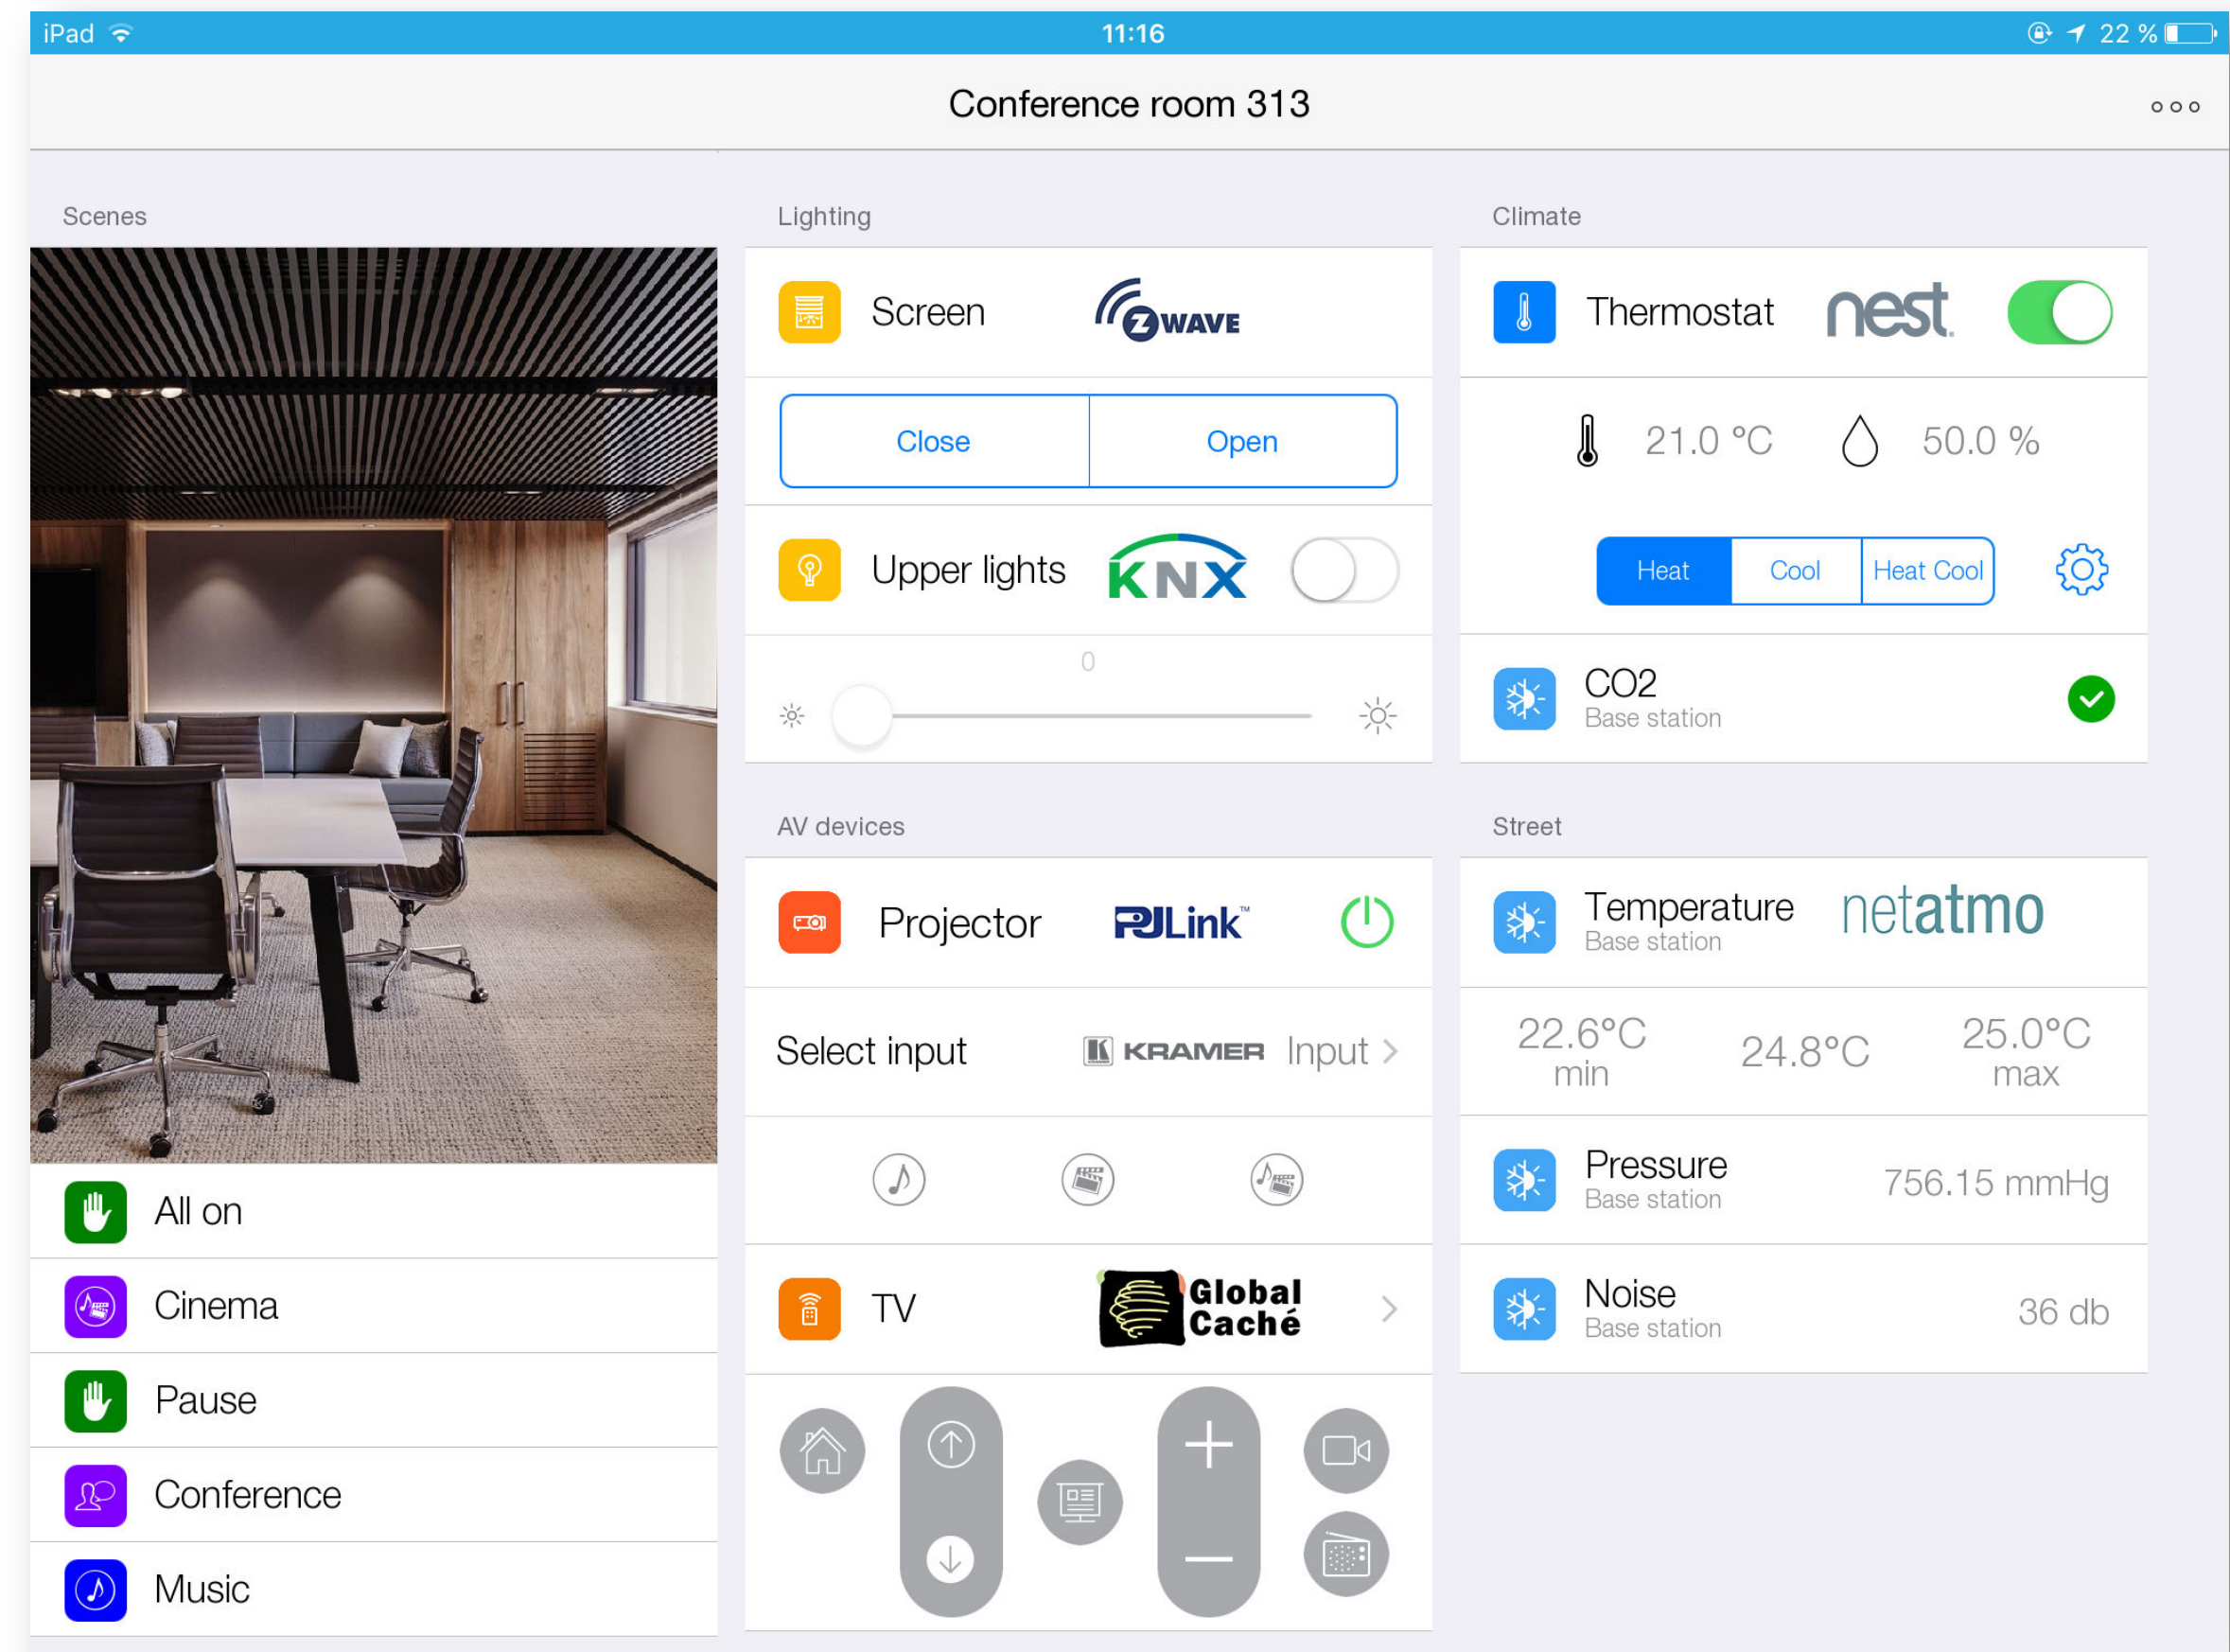 iPad
11:16
22 %
Conference room 313
Scenes
All on
Cinema
Pause
Conference
Music
Lighting
Screen
Z WAVE
Close
Open
Upper lights
KNX
0
AV devices
Projector
PJLink™
Select input
K KRAMER
Input
TV
Global
Caché
Climate
Thermostat
nest.
21.0 °C
50.0 %
Heat
Cool
Heat Cool
CO2
Base station
Street
Temperature
Base station
netatmo
22.6°C
min
24.8°C
25.0°C
max
Pressure
Base station
756.15 mmHg
Noise
Base station
36 db